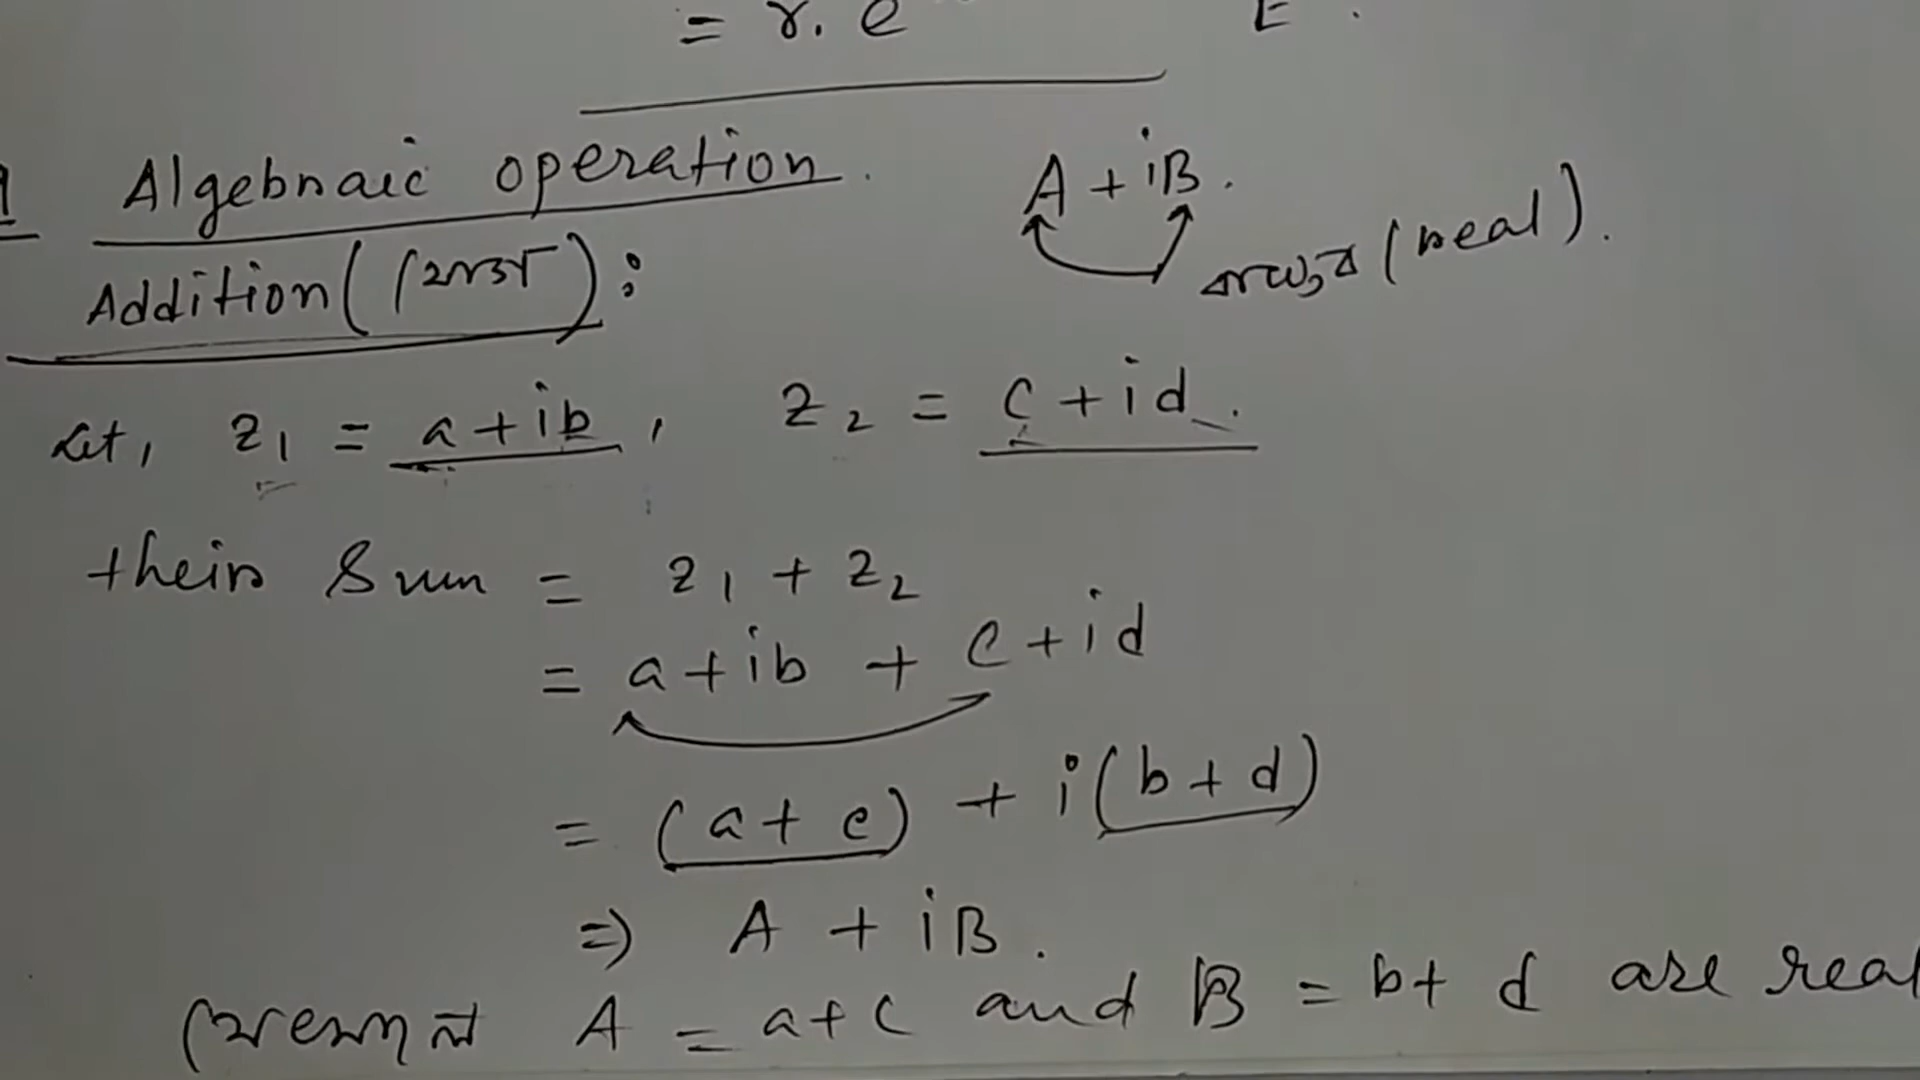 = r. e
Algebraic operation.
A + iB.
Addition (যোগ):
বাস্তব (real).
Let, z₁ = a + ib, z₂ = c + id.
their Sum = z₁ + z₂
= a + ib + c + id
= (a + c) + i(b + d)
⇒ A + iB.
যেখানে A = a + c and B = b + d are real